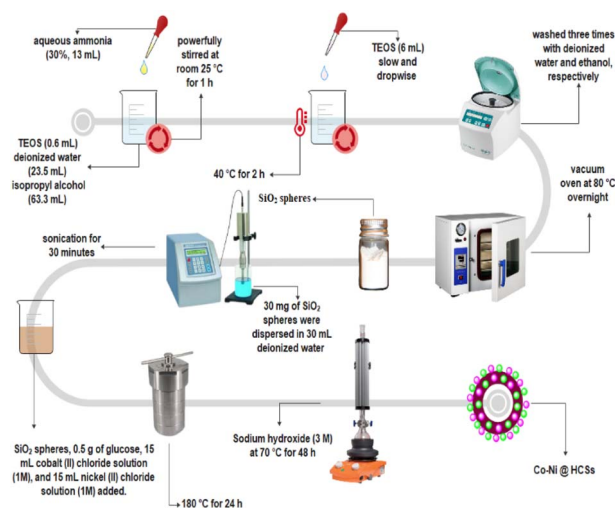 aqueous ammonia
(30%, 13 mL)
powerfully
stirred at
room 25 °C
for 1 h
TEOS (6 mL)
slow and
dropwise
washed three times
with deionized
water and ethanol,
respectively
TEOS (0.6 mL)
deionized water
(23.5 mL)
isopropyl alcohol
(63.3 mL)
40 °C for 2 h
vacuum
oven at 80 °C
overnight
SiO2 spheres
sonication for
30 minutes
30 mg of SiO2
spheres were
dispersed in 30 mL
deionized water
SiO2 spheres, 0.5 g of glucose, 15
mL cobalt (II) chloride solution
(1M), and 15 mL nickel (II) chloride
solution (1M) added.
180 °C for 24 h
Sodium hydroxide (3 M)
at 70 °C for 48 h
Co-Ni @ HCSs